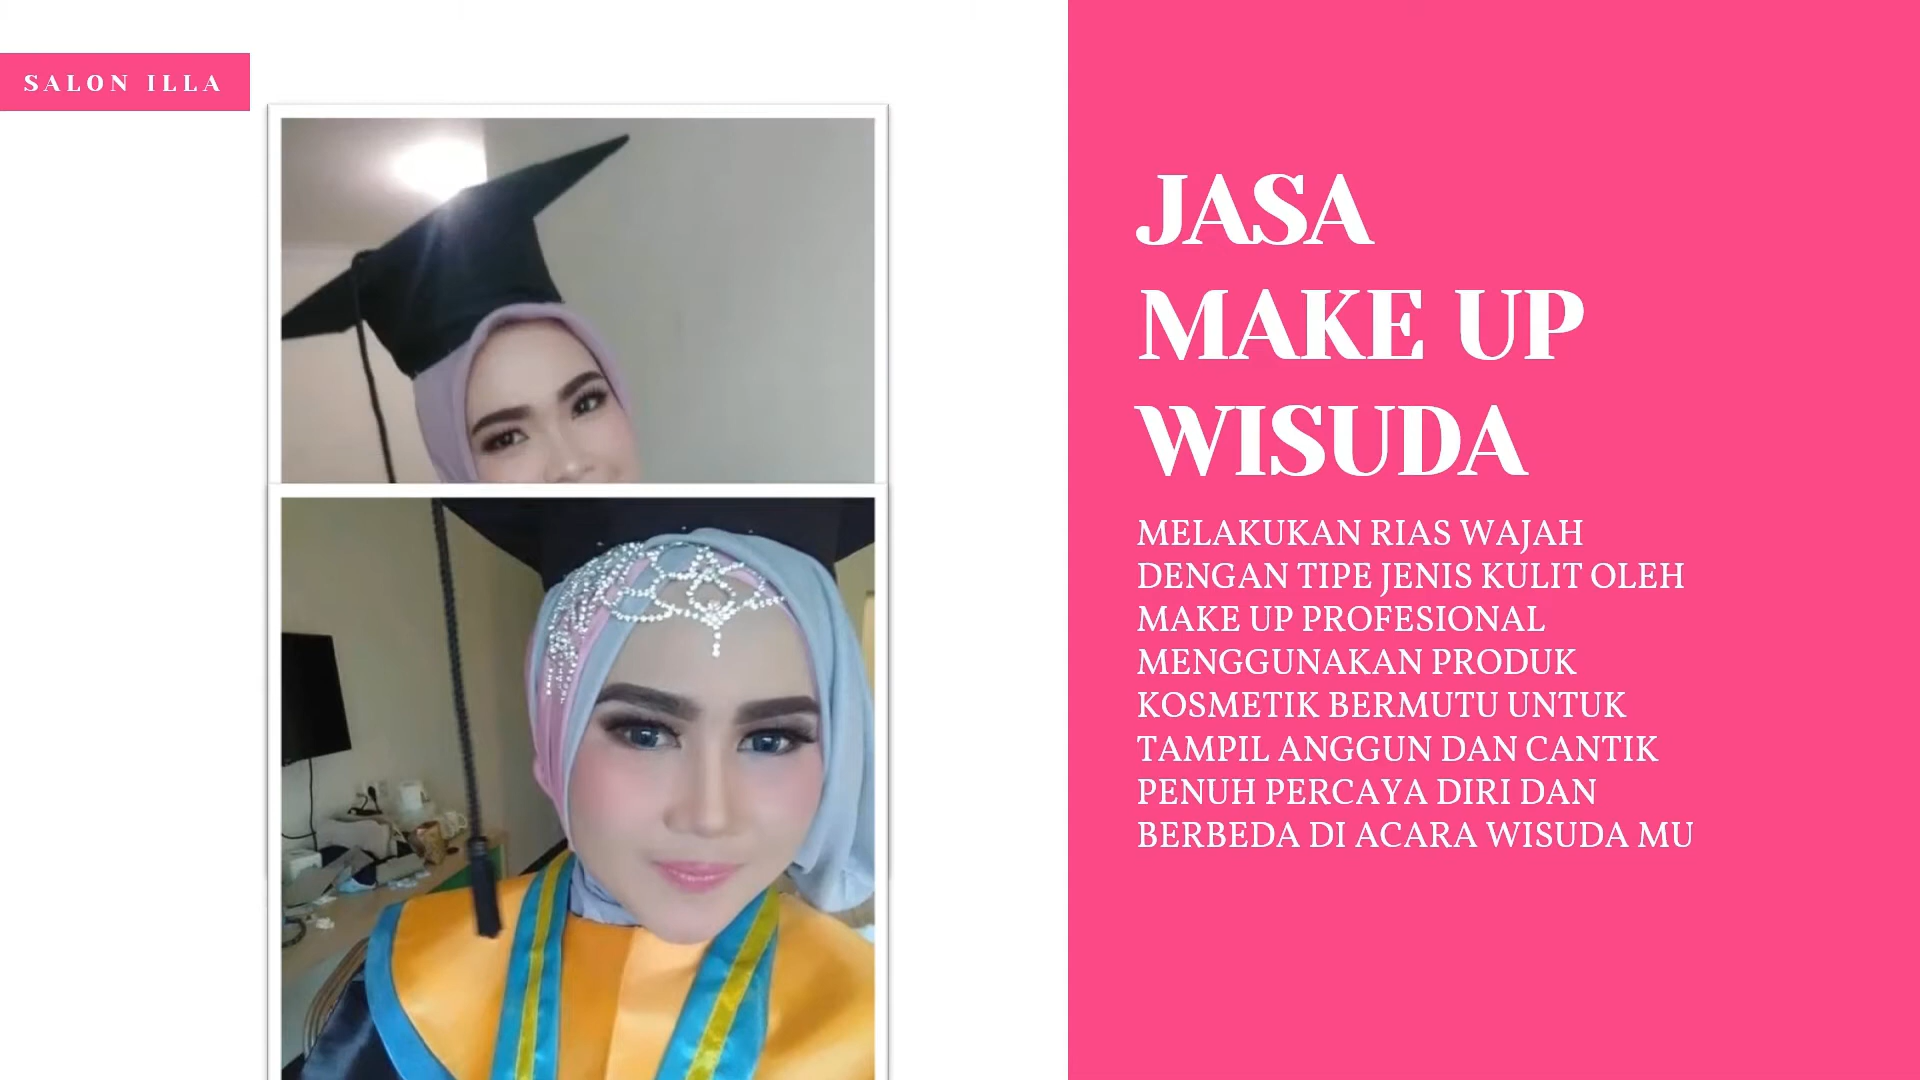 SALON ILLA
JASA
MAKE UP
WISUDA
MELAKUKAN RIAS WAJAH
DENGAN TIPE JENIS KULIT OLEH
MAKE UP PROFESIONAL
MENGGUNAKAN PRODUK
KOSMETIK BERMUTU UNTUK
TAMPIL ANGGUN DAN CANTIK
PENUH PERCAYA DIRI DAN
BERBEDA DI ACARA WISUDA MU